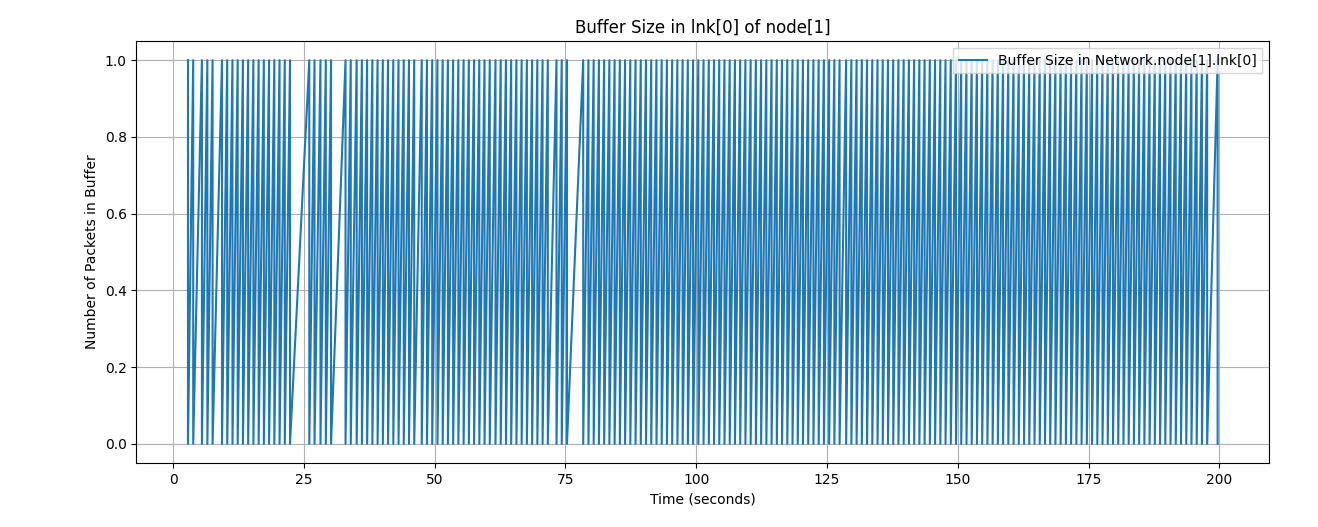 Buffer Size in lnk[0] of node[1]
Buffer Size in Network.node[1].lnk[0]
Number of Packets in Buffer
1.0
0.8
0.6
0.4
0.2
0.0
0 25 50 75 100 125 150 175 200
Time (seconds)